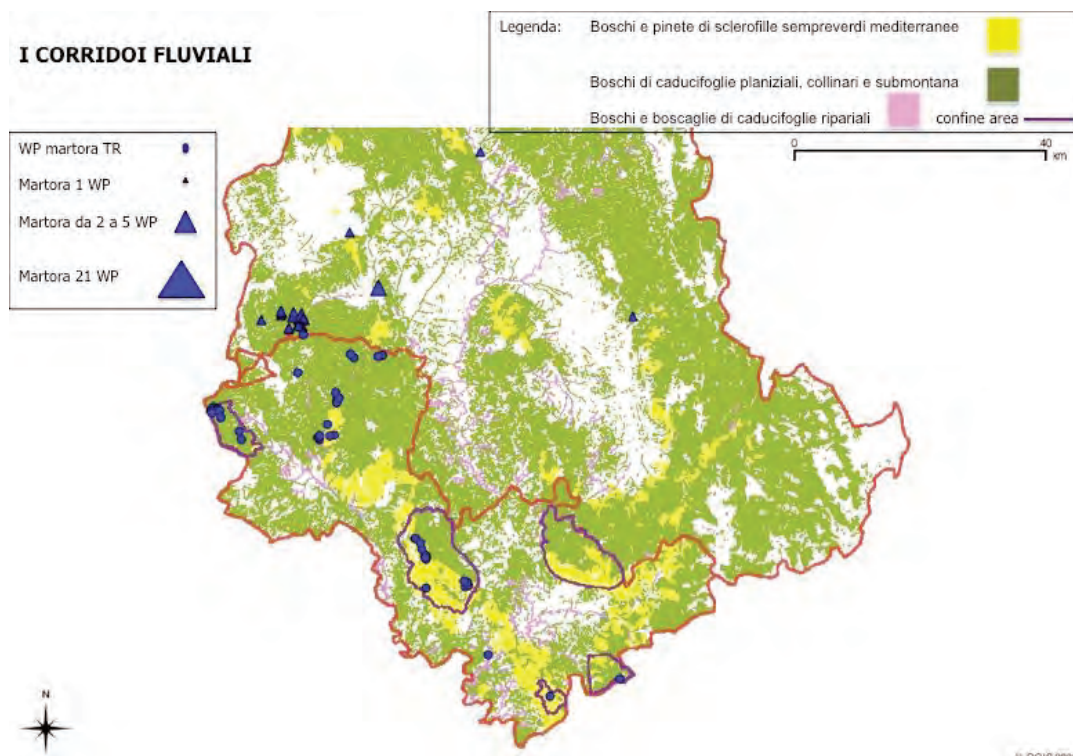 I CORRIDOI FLUVIALI
Legenda: Boschi e pinete di sclerofille sempreverdi mediterranee
Boschi di caducifoglie planiziali, collinari e submontana
Boschi e boscaglie di caducifoglie ripariali confine area
0 40
km
WP martora TR
Martora 1 WP
Martora da 2 a 5 WP
Martora 21 WP
N